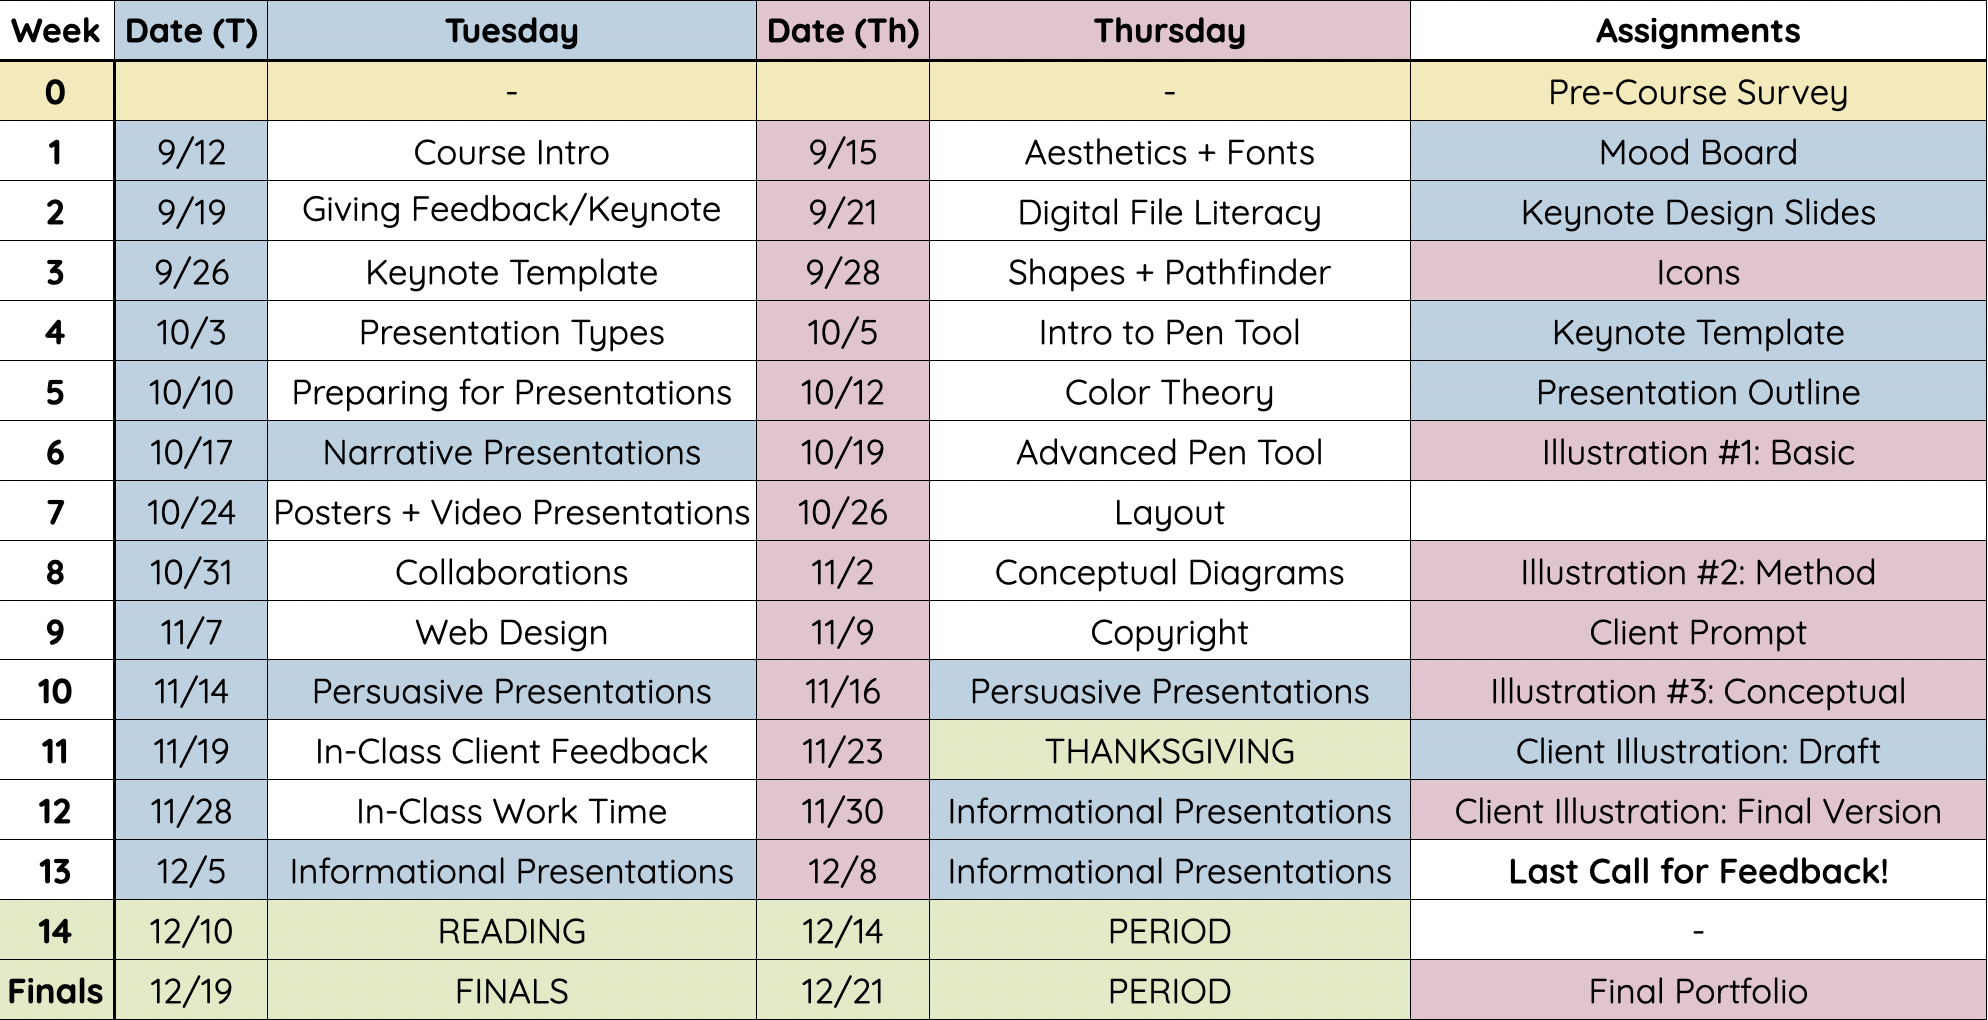 Week Date (T) Tuesday Date (Th) Thursday Assignments
0 - - Pre-Course Survey
1 9/12 Course Intro 9/15 Aesthetics + Fonts Mood Board
2 9/19 Giving Feedback/Keynote 9/21 Digital File Literacy Keynote Design Slides
3 9/26 Keynote Template 9/28 Shapes + Pathfinder Icons
4 10/3 Presentation Types 10/5 Intro to Pen Tool Keynote Template
5 10/10 Preparing for Presentations 10/12 Color Theory Presentation Outline
6 10/17 Narrative Presentations 10/19 Advanced Pen Tool Illustration #1: Basic
7 10/24 Posters + Video Presentations 10/26 Layout
8 10/31 Collaborations 11/2 Conceptual Diagrams Illustration #2: Method
9 11/7 Web Design 11/9 Copyright Client Prompt
10 11/14 Persuasive Presentations 11/16 Persuasive Presentations Illustration #3: Conceptual
11 11/19 In-Class Client Feedback 11/23 THANKSGIVING Client Illustration: Draft
12 11/28 In-Class Work Time 11/30 Informational Presentations Client Illustration: Final Version
13 12/5 Informational Presentations 12/8 Informational Presentations Last Call for Feedback!
14 12/10 READING 12/14 PERIOD -
Finals 12/19 FINALS 12/21 PERIOD Final Portfolio